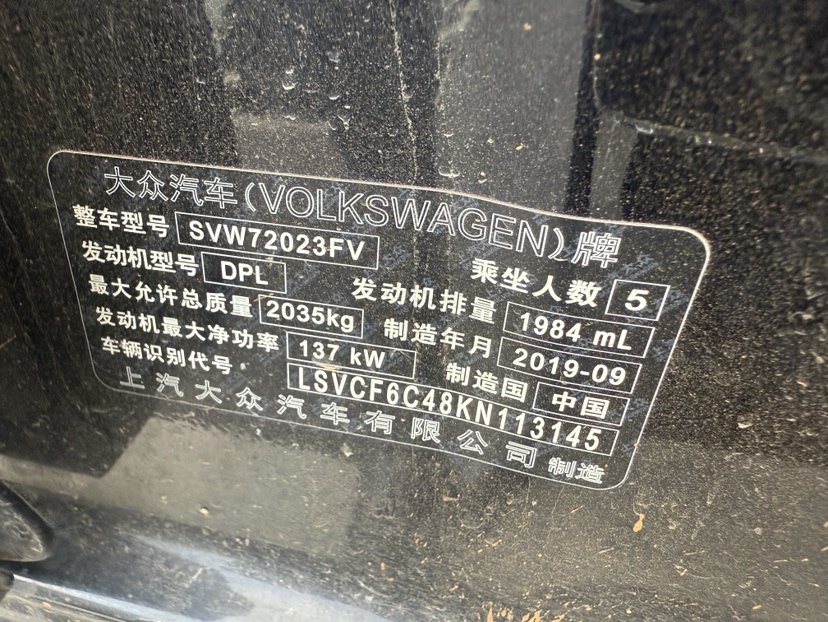 大众汽车(VOLKSWAGEN)牌
整车型号 SVW72023FV 乘坐人数 5
发动机型号 DPL 发动机排量 1984 mL
最大允许总质量 2035kg 制造年月 2019-09
发动机最大净功率 137 kW 制造国 中国
车辆识别代号 LSVCF6C48KN113145
上汽大众汽车有限公司 制造